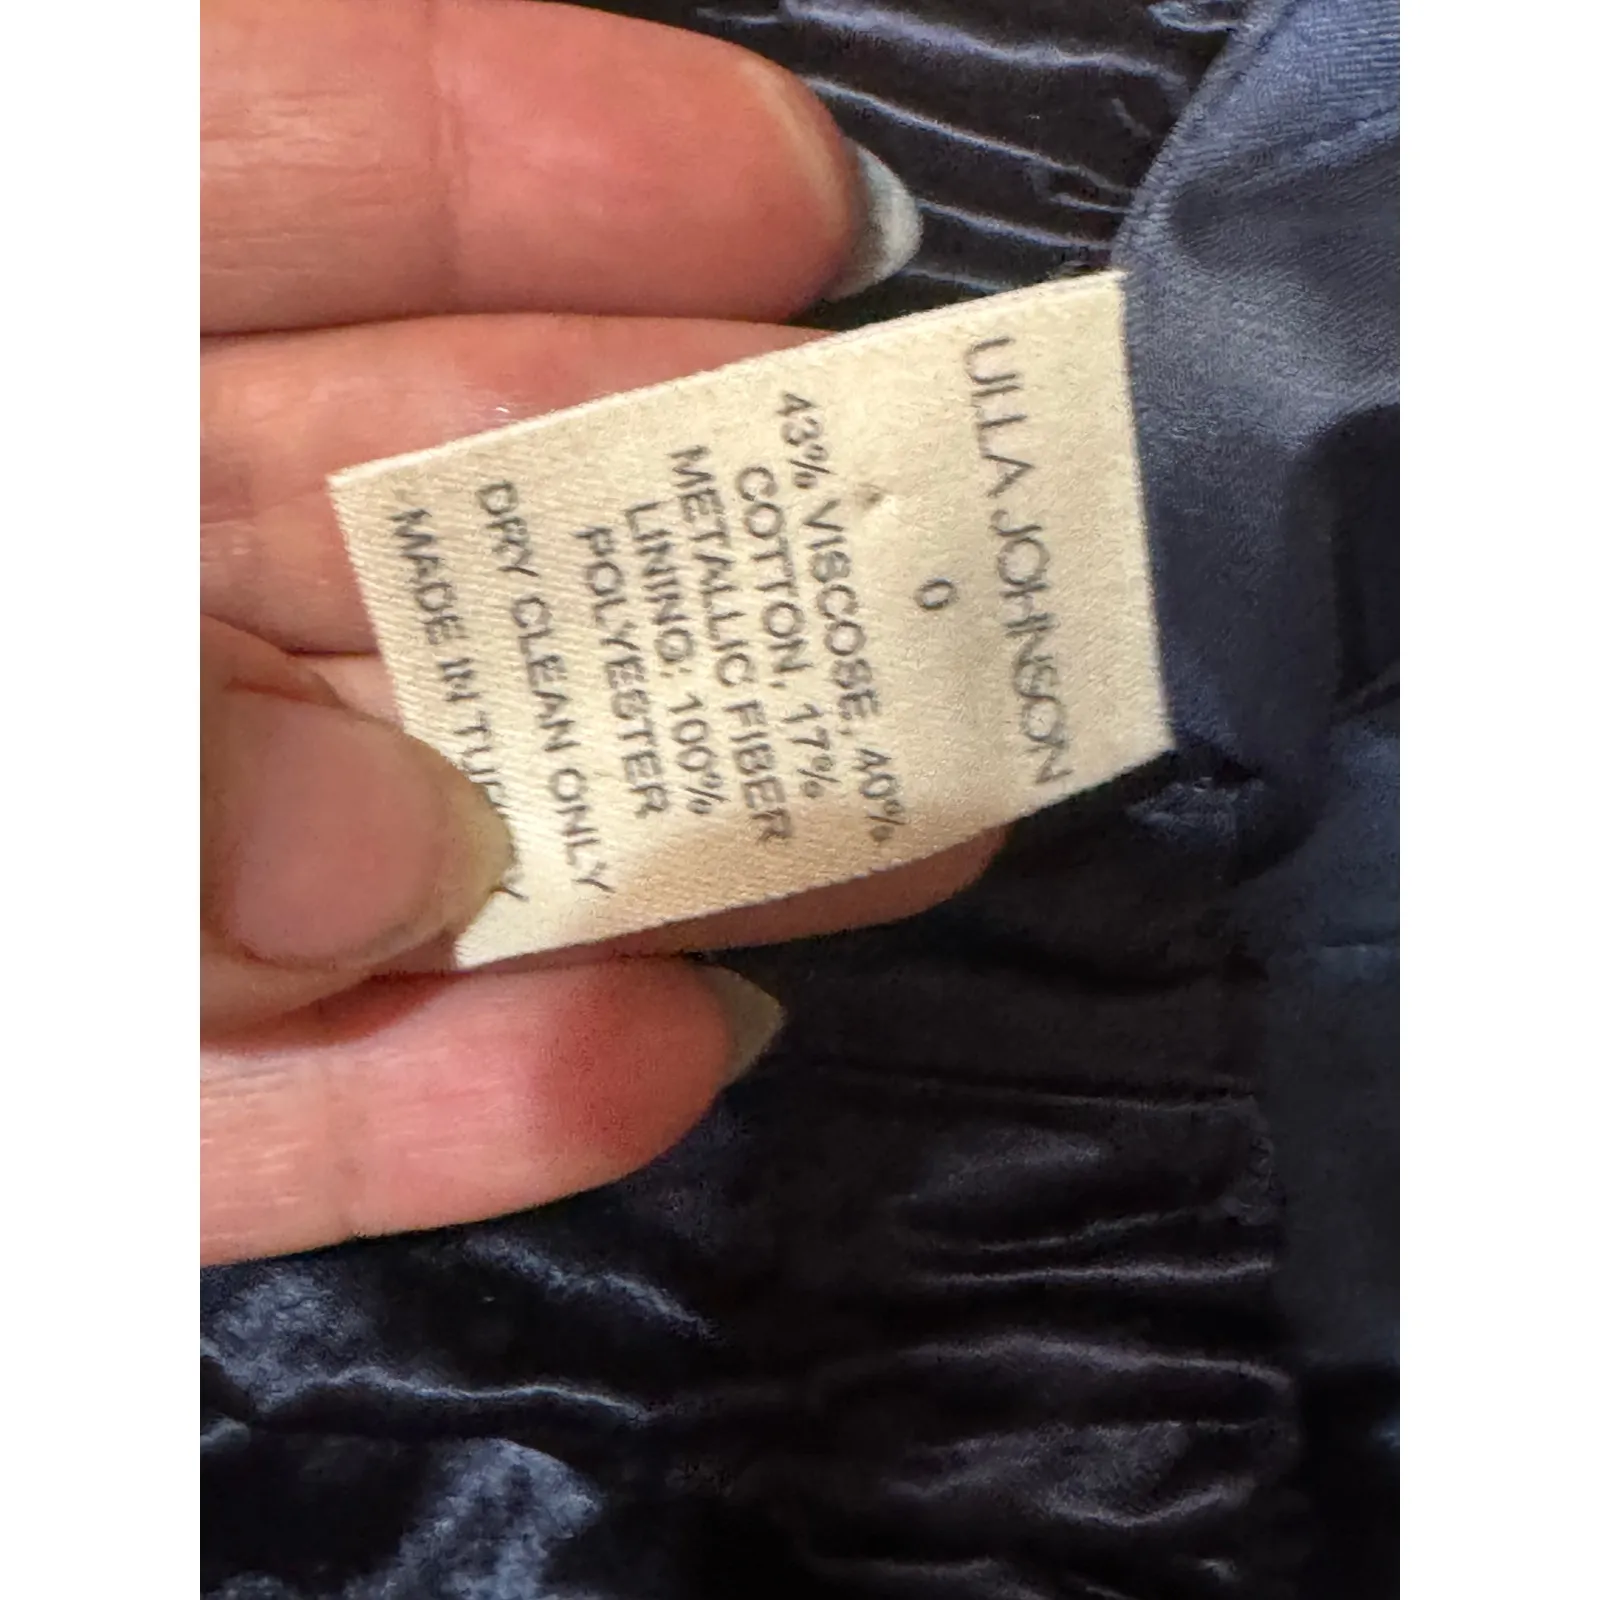 ULLA JOHNSON
0
43% VISCOSE, 40%
COTTON, 17%
METALLIC FIBER
LINING: 100%
POLYESTER
DRY CLEAN ONLY
MADE IN